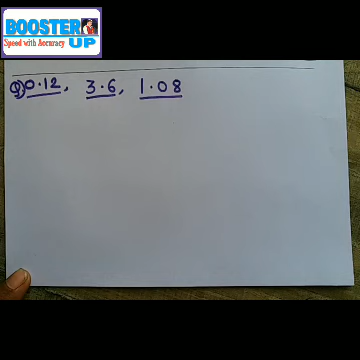 BOOSTER
Speed with Accuracy UP
Q) 0.12, 3.6, 1.08